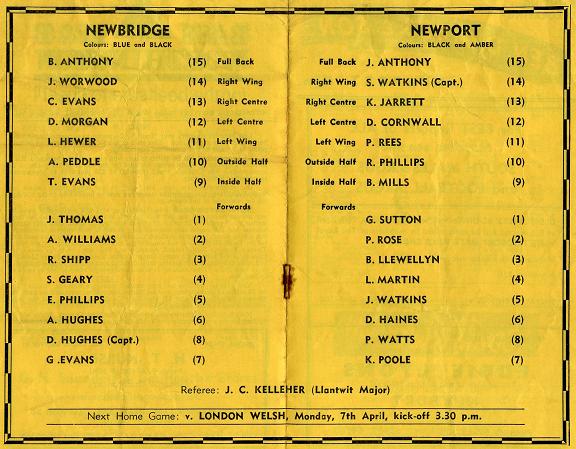 NEWBRIDGE NEWPORT
Colours: BLUE and BLACK Colours: BLACK and AMBER
B. ANTHONY (15) Full Back Full Back J. ANTHONY (15)
J. WORWOOD (14) Right Wing Right Wing S. WATKINS (Capt.) (14)
C. EVANS (13) Right Centre Right Centre K. JARRETT (13)
D. MORGAN (12) Left Centre Left Centre D. CORNWALL (12)
L. HEWER (11) Left Wing Left Wing P. REES (11)
A. PEDDLE (10) Outside Half Outside Half R. PHILLIPS (10)
T. EVANS (9) Inside Half Inside Half B. MILLS (9)
Forwards Forwards
J. THOMAS (1) G. SUTTON (1)
A. WILLIAMS (2) P. ROSE (2)
R. SHIPP (3) B. LLEWELLYN (3)
S. GEARY (4) L. MARTIN (4)
E. PHILLIPS (5) J. WATKINS (5)
A. HUGHES (6) D. HAINES (6)
D. HUGHES (Capt.) (8) P. WATTS (8)
G .EVANS (7) K. POOLE (7)
Referee: J. C. KELLEHER (Llantwit Major)
Next Home Game: v. LONDON WELSH, Monday, 7th April, kick-off 3.30 p.m.